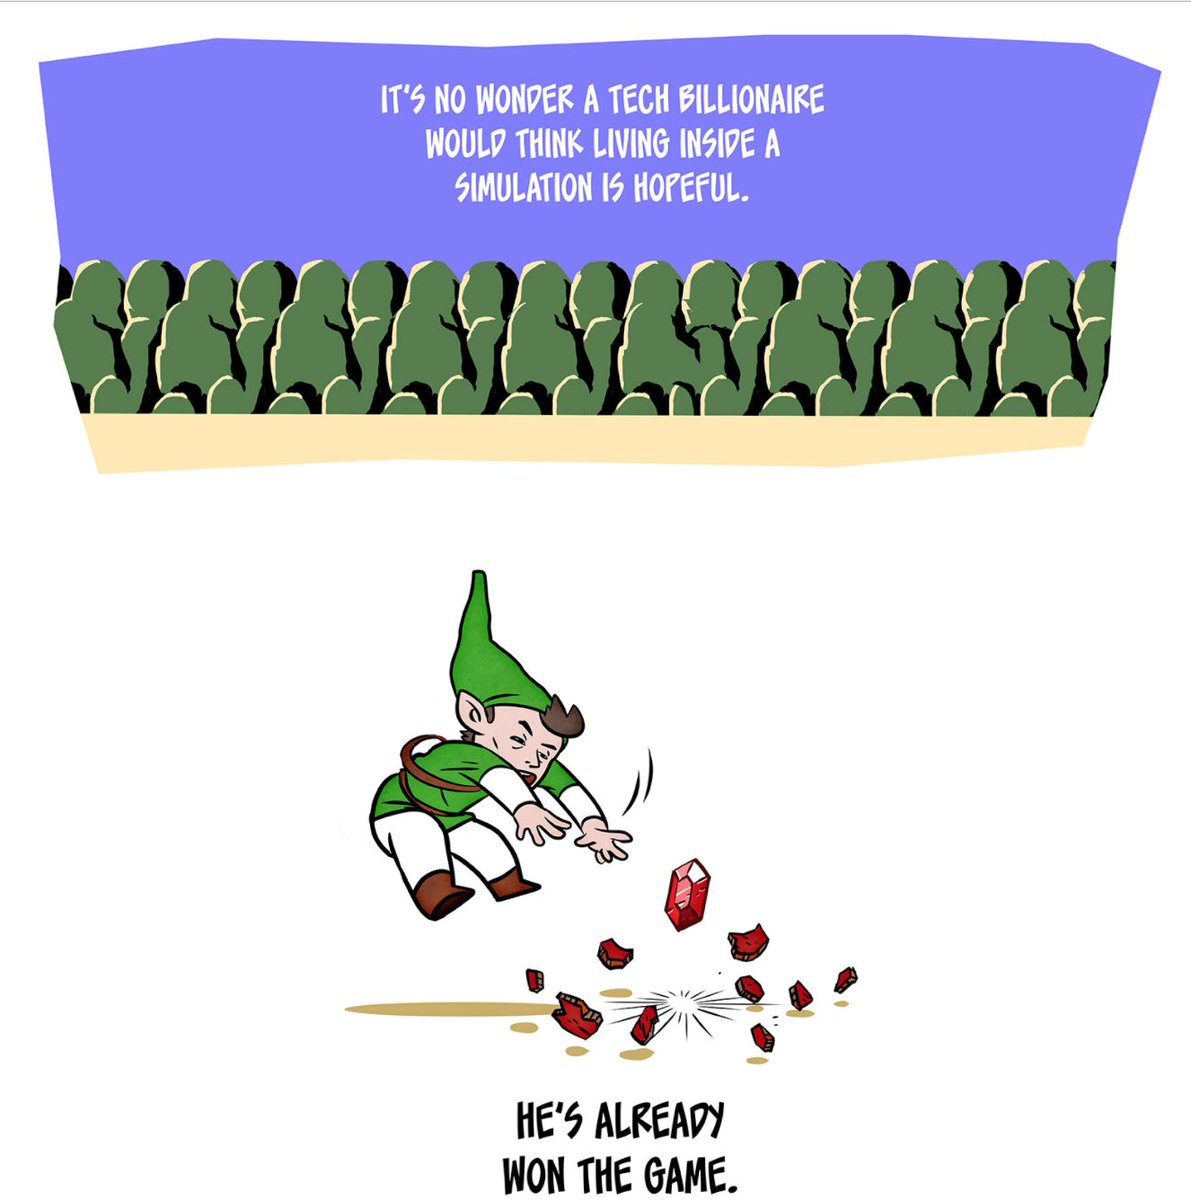 IT'S NO WONDER A TECH BILLIONAIRE
WOULD THINK LIVING INSIDE A
SIMULATION IS HOPEFUL.
HE'S ALREADY
WON THE GAME.